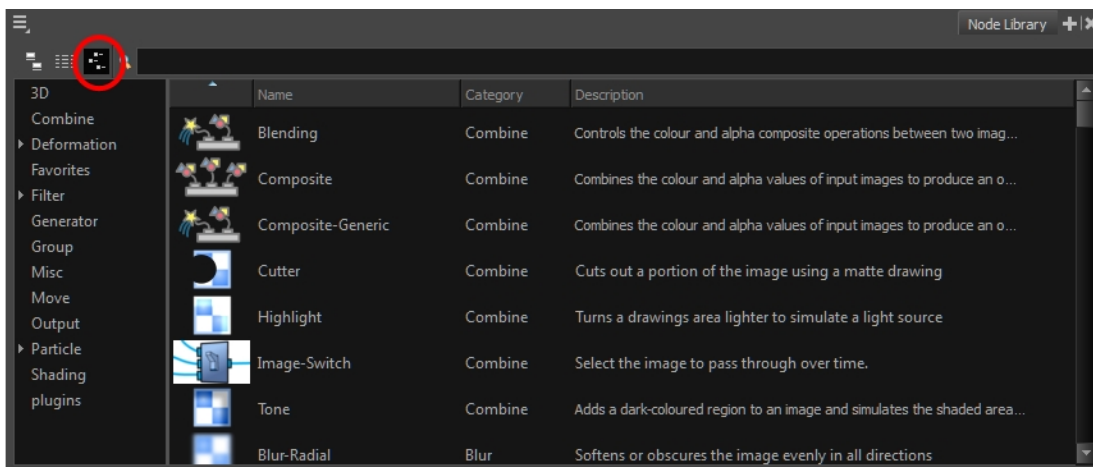 Node Library
3D
Combine
Deformation
Favorites
Filter
Generator
Group
Misc
Move
Output
Particle
Shading
plugins
Name Category Description
Blending Combine Controls the colour and alpha composite operations between two imag...
Composite Combine Combines the colour and alpha values of input images to produce an o...
Composite-Generic Combine Combines the colour and alpha values of input images to produce an o...
Cutter Combine Cuts out a portion of the image using a matte drawing
Highlight Combine Turns a drawings area lighter to simulate a light source
Image-Switch Combine Select the image to pass through over time.
Tone Combine Adds a dark-coloured region to an image and simulates the shaded area...
Blur-Radial Blur Softens or obscures the image evenly in all directions